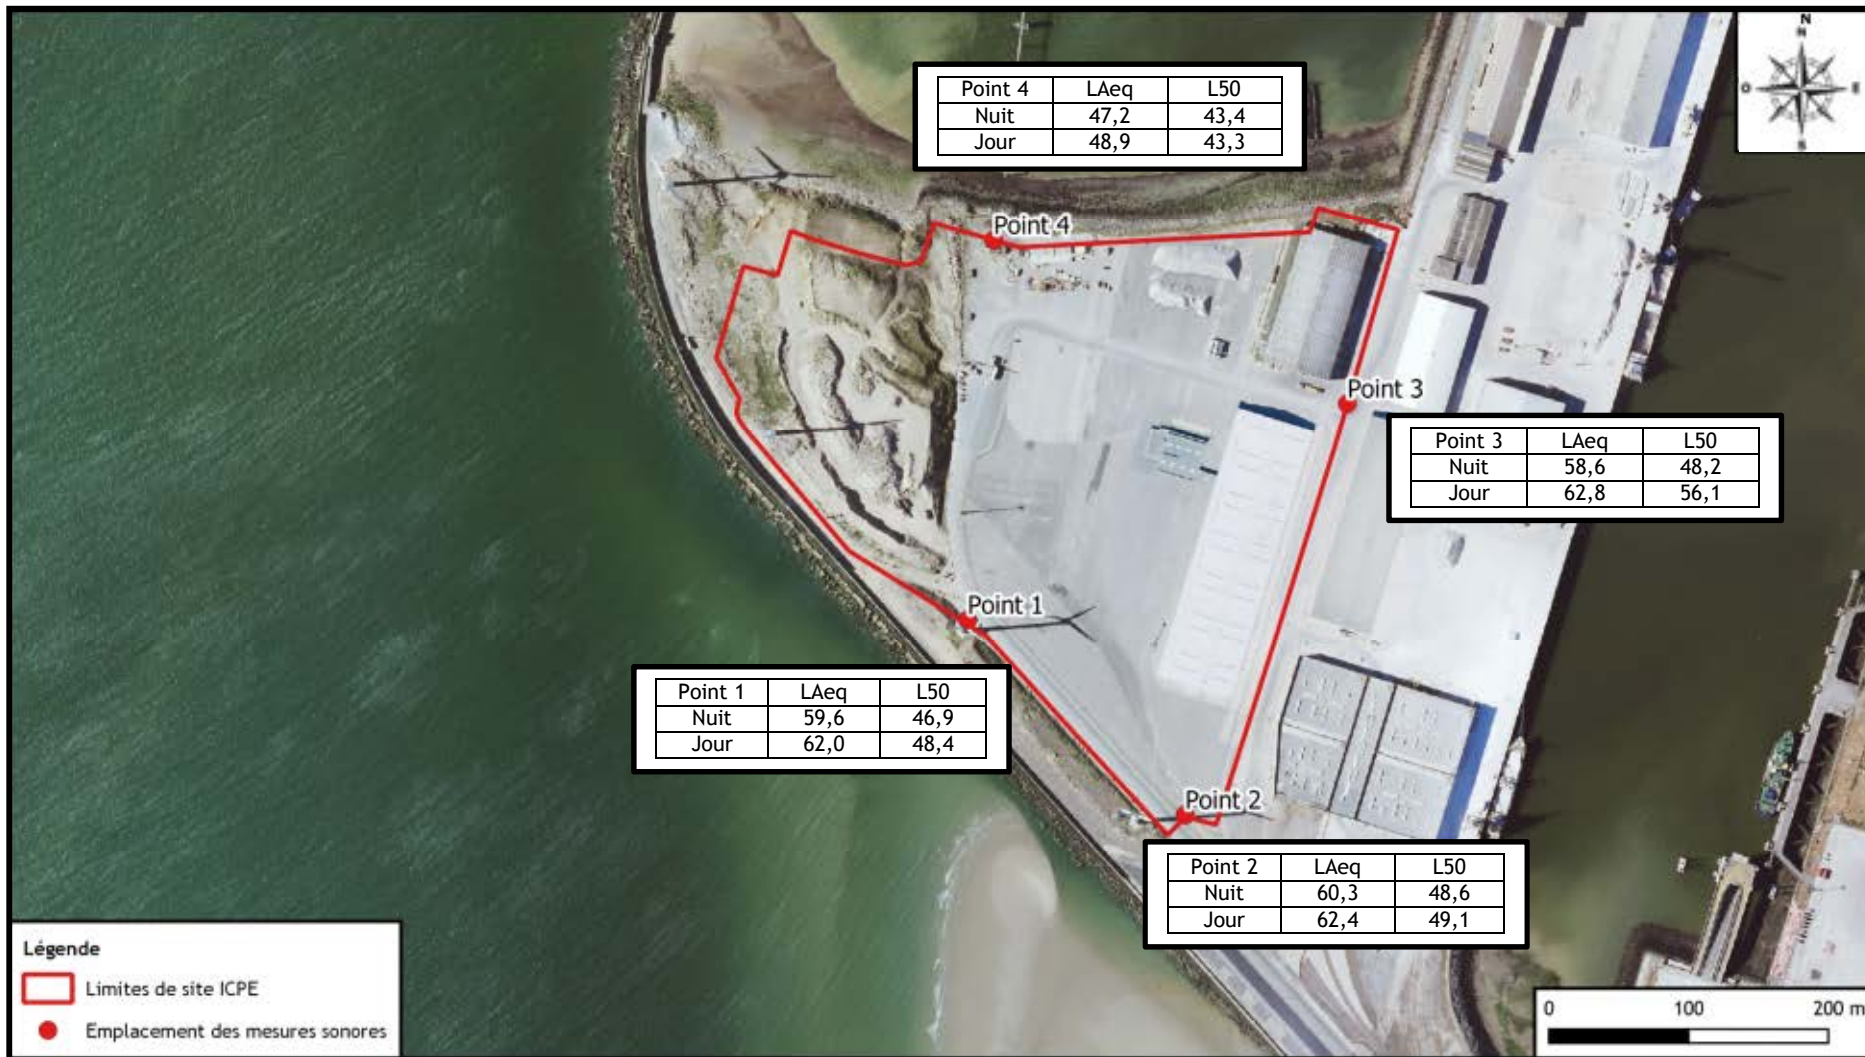 N
N
O
E
S
Point 4 LAeq L50
Nuit 47,2 43,4
Jour 48,9 43,3
Point 4
Point 3
Point 3 LAeq L50
Nuit 58,6 48,2
Jour 62,8 56,1
Point 1
Point 1 LAeq L50
Nuit 59,6 46,9
Jour 62,0 48,4
Point 2
Point 2 LAeq L50
Nuit 60,3 48,6
Jour 62,4 49,1
Légende
Limites de site ICPE
Emplacement des mesures sonores
0 100 200 m